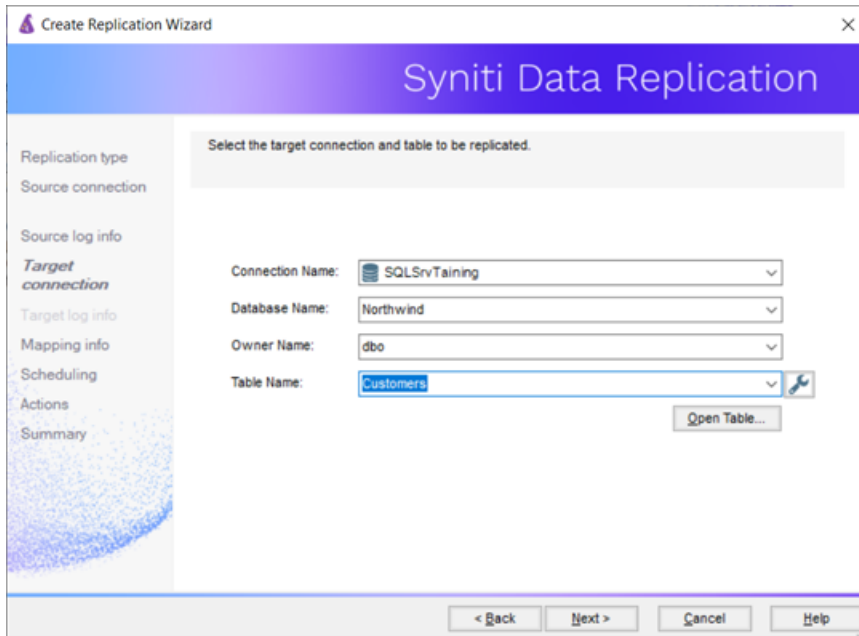 Create Replication Wizard
Syniti Data Replication
Select the target connection and table to be replicated.
Replication type
Source connection
Source log info
Target
connection
Target log info
Mapping info
Scheduling
Actions
Summary
Connection Name: SQLSrvTaining
Database Name: Northwind
Owner Name: dbo
Table Name: Customers
Open Table...
< Back Next > Cancel Help